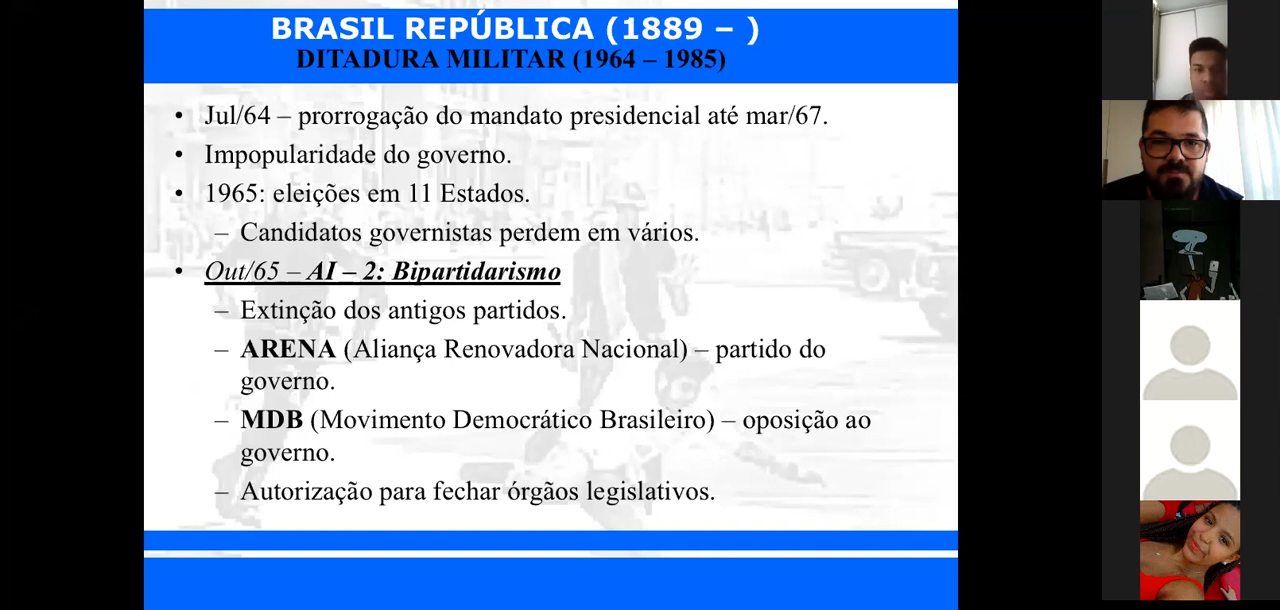 BRASIL REPÚBLICA (1889 – )
DITADURA MILITAR (1964 – 1985)
• Jul/64 – prorrogação do mandato presidencial até mar/67.
• Impopularidade do governo.
• 1965: eleições em 11 Estados.
– Candidatos governistas perdem em vários.
• Out/65 – AI – 2: Bipartidarismo
– Extinção dos antigos partidos.
– ARENA (Aliança Renovadora Nacional) – partido do
governo.
– MDB (Movimento Democrático Brasileiro) – oposição ao
governo.
– Autorização para fechar órgãos legislativos.